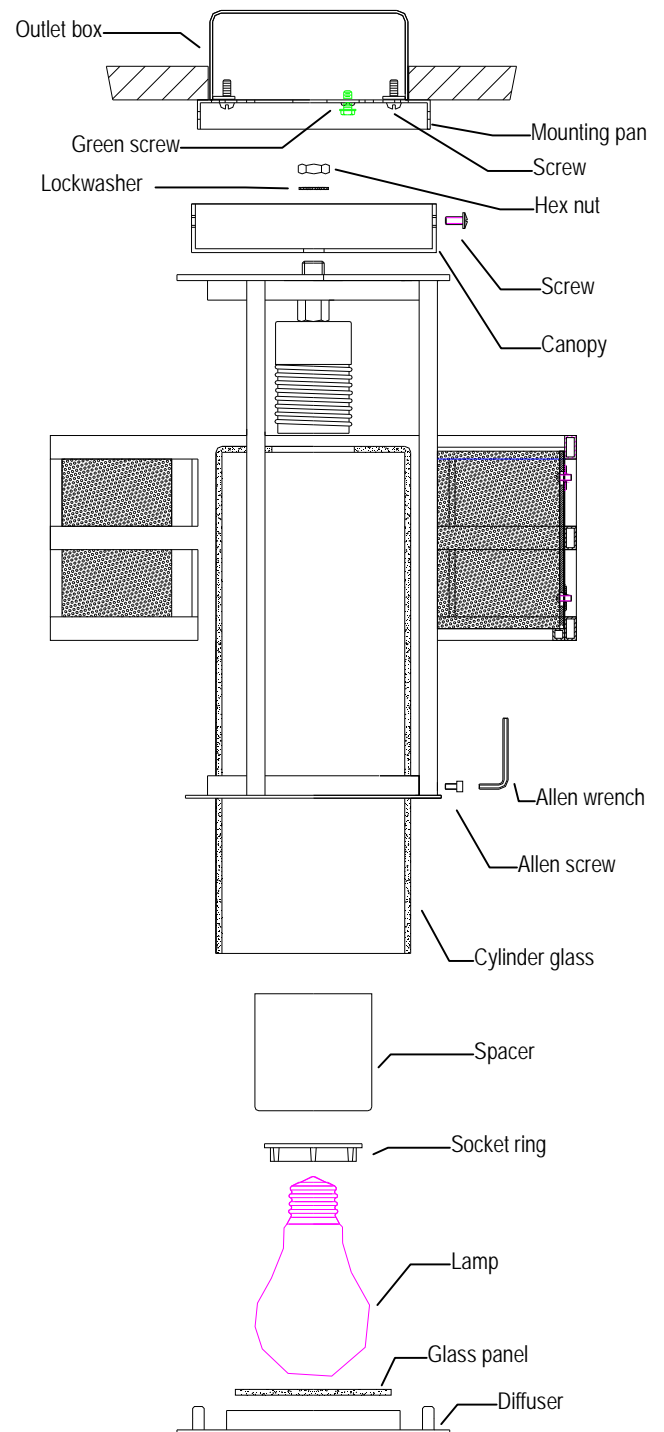 Outlet box
Mounting pan
Green screw
Screw
Lockwasher
Hex nut
Screw
Canopy
Allen wrench
Allen screw
Cylinder glass
Spacer
Socket ring
Lamp
Glass panel
Diffuser